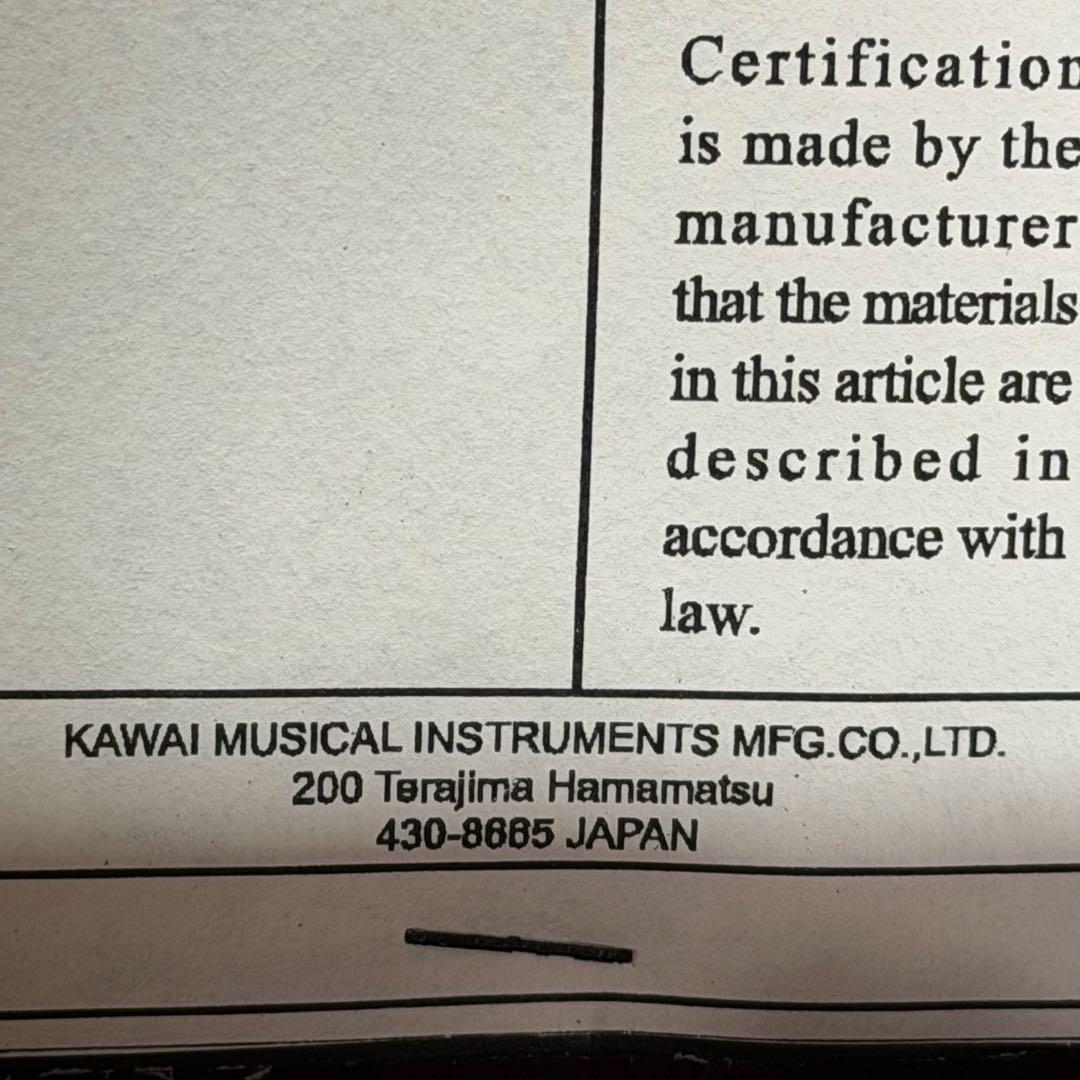 Certification
is made by the
manufacturer
that the materials
in this article are
described in
accordance with
law.
KAWAI MUSICAL INSTRUMENTS MFG.CO.,LTD.
200 Terajima Hamamatsu
430-8665 JAPAN